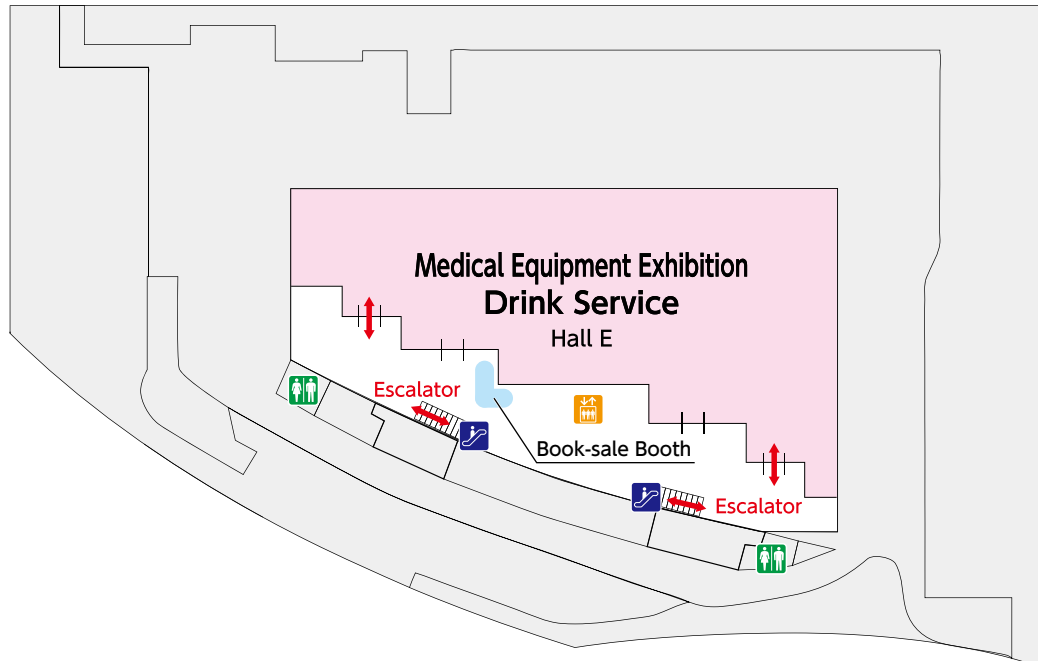 Medical Equipment Exhibition
Drink Service
Hall E
Escalator
Book-sale Booth
Escalator